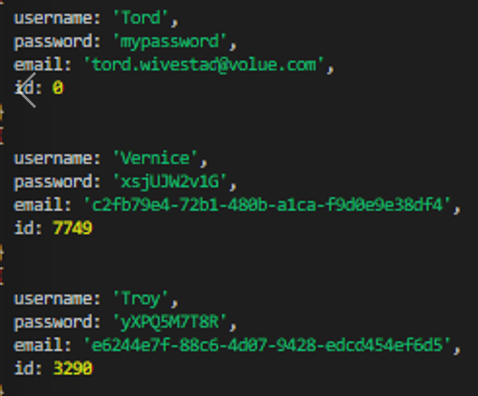 username: 'Tord',
password: 'mypassword',
email: 'tord.wivestad@volue.com',
id: 0
username: 'Vernice',
password: 'xsjUJW2v1G',
email: 'c2fb79e4-72b1-480b-a1ca-f9d0e9e38df4',
id: 7749
username: 'Troy',
password: 'yXPQ5M7T8R',
email: 'e6244e7f-88c6-4d07-9428-edcd454ef6d5',
id: 3290